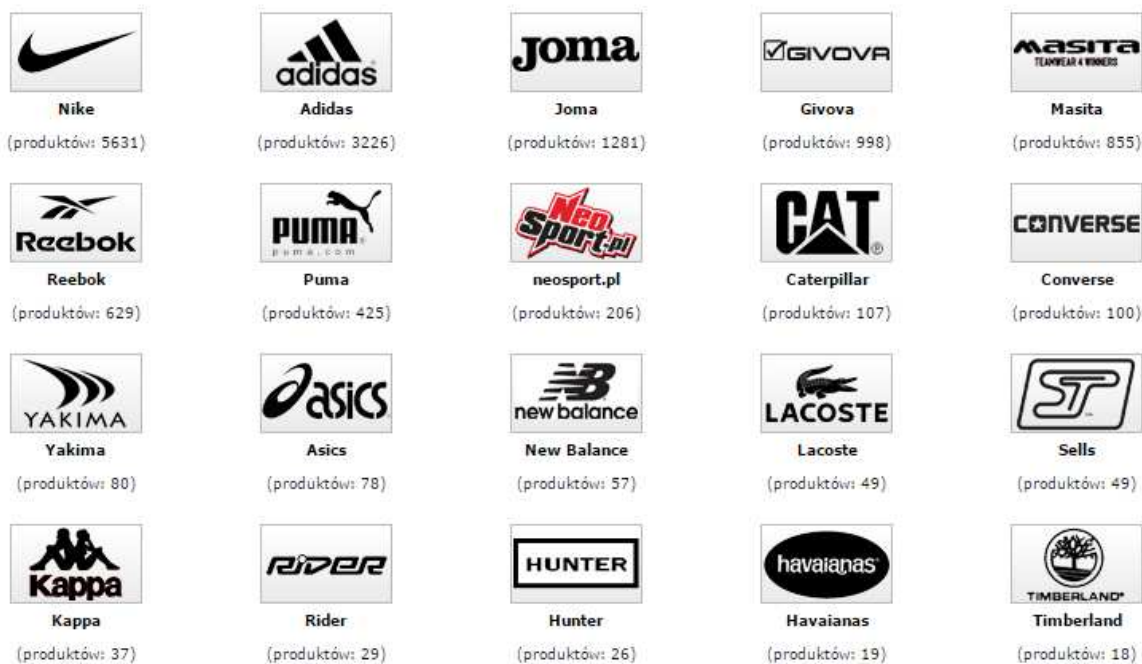 adidas
Joma
GIVOVA
masita
TEAMWEAR 4 WINNERS
Nike
Adidas
Joma
Givova
Masita
(produktów: 5631)
(produktów: 3226)
(produktów: 1281)
(produktów: 998)
(produktów: 855)
Reebok
PUMA
puma.com
Neo
Sport.pl
CAT
CONVERSE
Reebok
Puma
neosport.pl
Caterpillar
Converse
(produktów: 629)
(produktów: 425)
(produktów: 206)
(produktów: 107)
(produktów: 100)
YAKIMA
asics
NB
new balance
LACOSTE
ST
Yakima
Asics
New Balance
Lacoste
Sells
(produktów: 80)
(produktów: 78)
(produktów: 57)
(produktów: 49)
(produktów: 49)
Kappa
RIDER
HUNTER
havaianas
TIMBERLAND®
Kappa
Rider
Hunter
Havaianas
Timberland
(produktów: 37)
(produktów: 29)
(produktów: 26)
(produktów: 19)
(produktów: 18)